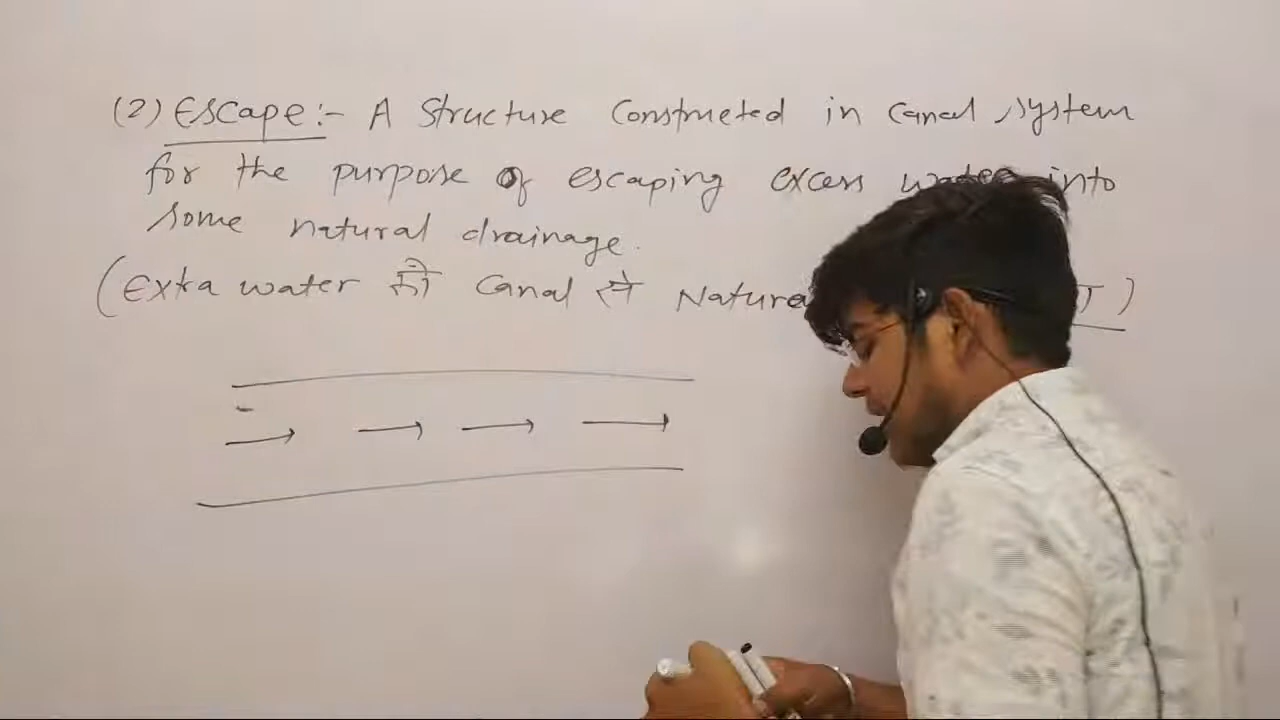 (2) Escape:- A Structure Constructed in Canal system
for the purpose of escaping excess water into
some natural drainage.
(Extra water को Canal से Natura